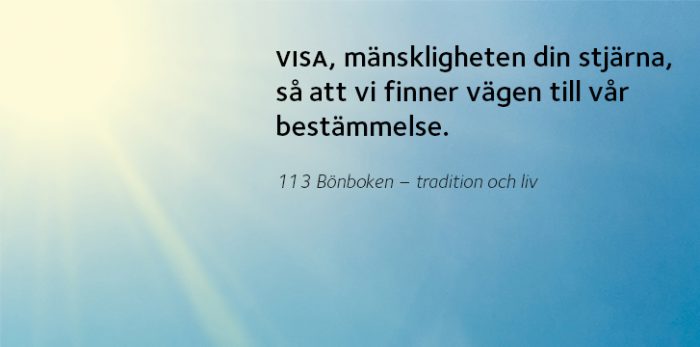 VISA, mänskligheten din stjärna,
så att vi finner vägen till vår
bestämmelse.
113 Bönboken – tradition och liv